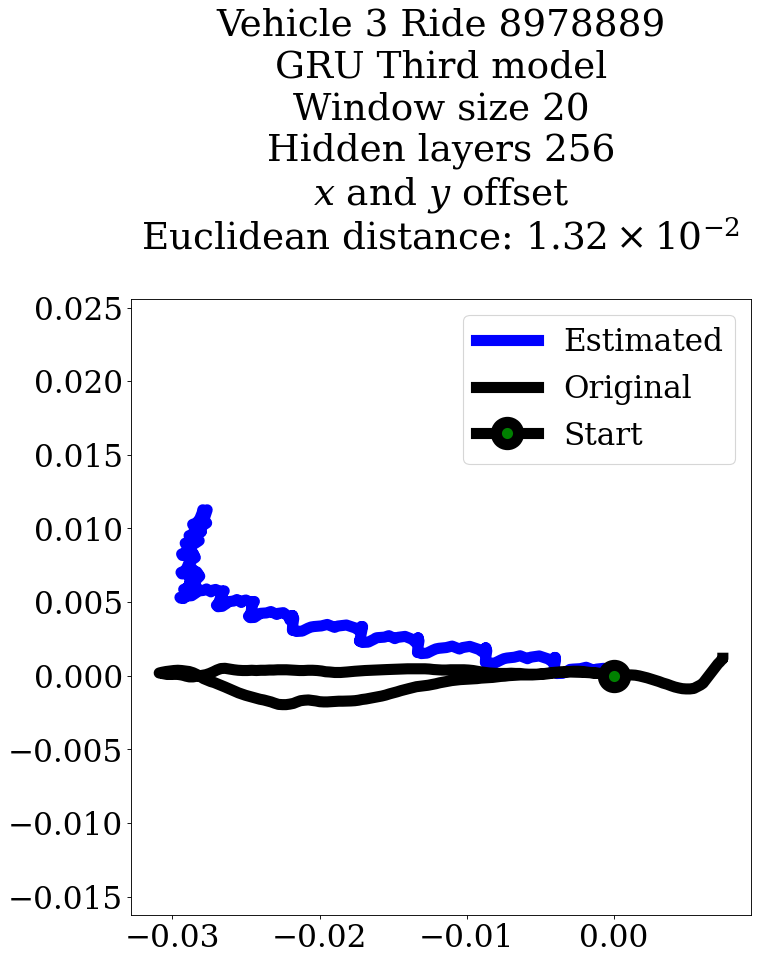 Vehicle 3 Ride 8978889
GRU Third model
Window size 20
Hidden layers 256
x and y offset
Euclidean distance: 1.32 × 10⁻²
Estimated
Original
Start
0.025
0.020
0.015
0.010
0.005
0.000
−0.005
−0.010
−0.015
−0.03 −0.02 −0.01 0.00